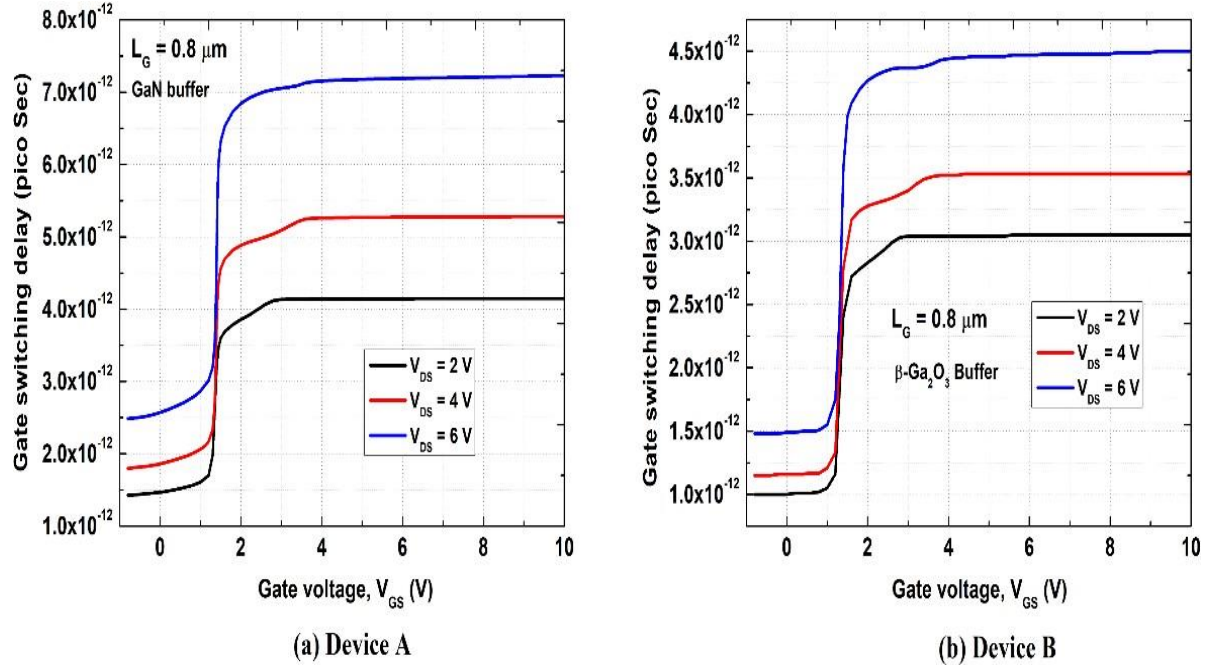 Gate switching delay (pico Sec)
8.0x10⁻¹²
7.0x10⁻¹²
6.0x10⁻¹²
5.0x10⁻¹²
4.0x10⁻¹²
3.0x10⁻¹²
2.0x10⁻¹²
1.0x10⁻¹²
L_G = 0.8 μm
GaN buffer
V_DS = 2 V
V_DS = 4 V
V_DS = 6 V
0 2 4 6 8 10
Gate voltage, V_GS (V)
(a) Device A
Gate switching delay (pico Sec)
4.5x10⁻¹²
4.0x10⁻¹²
3.5x10⁻¹²
3.0x10⁻¹²
2.5x10⁻¹²
2.0x10⁻¹²
1.5x10⁻¹²
1.0x10⁻¹²
L_G = 0.8 μm
β-Ga₂O₃ Buffer
V_DS = 2 V
V_DS = 4 V
V_DS = 6 V
0 2 4 6 8 10
Gate voltage, V_GS (V)
(b) Device B